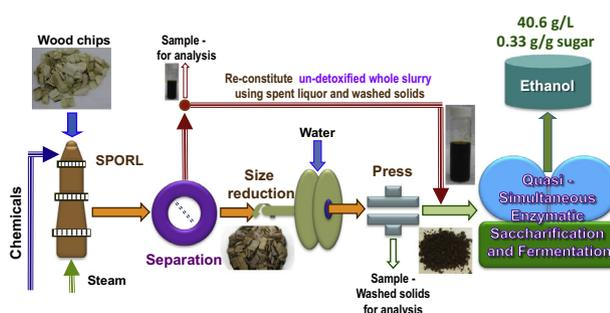 40.6 g/L
0.33 g/g sugar
Wood chips
Sample -
for analysis
Re-constitute un-detoxified whole slurry
using spent liquor and washed solids
Ethanol
Water
SPORL
Size
reduction
Press
Chemicals
Quasi -
Simultaneous
Enzymatic
Saccharification
and Fermentation
Separation
Steam
Sample -
Washed solids
for analysis